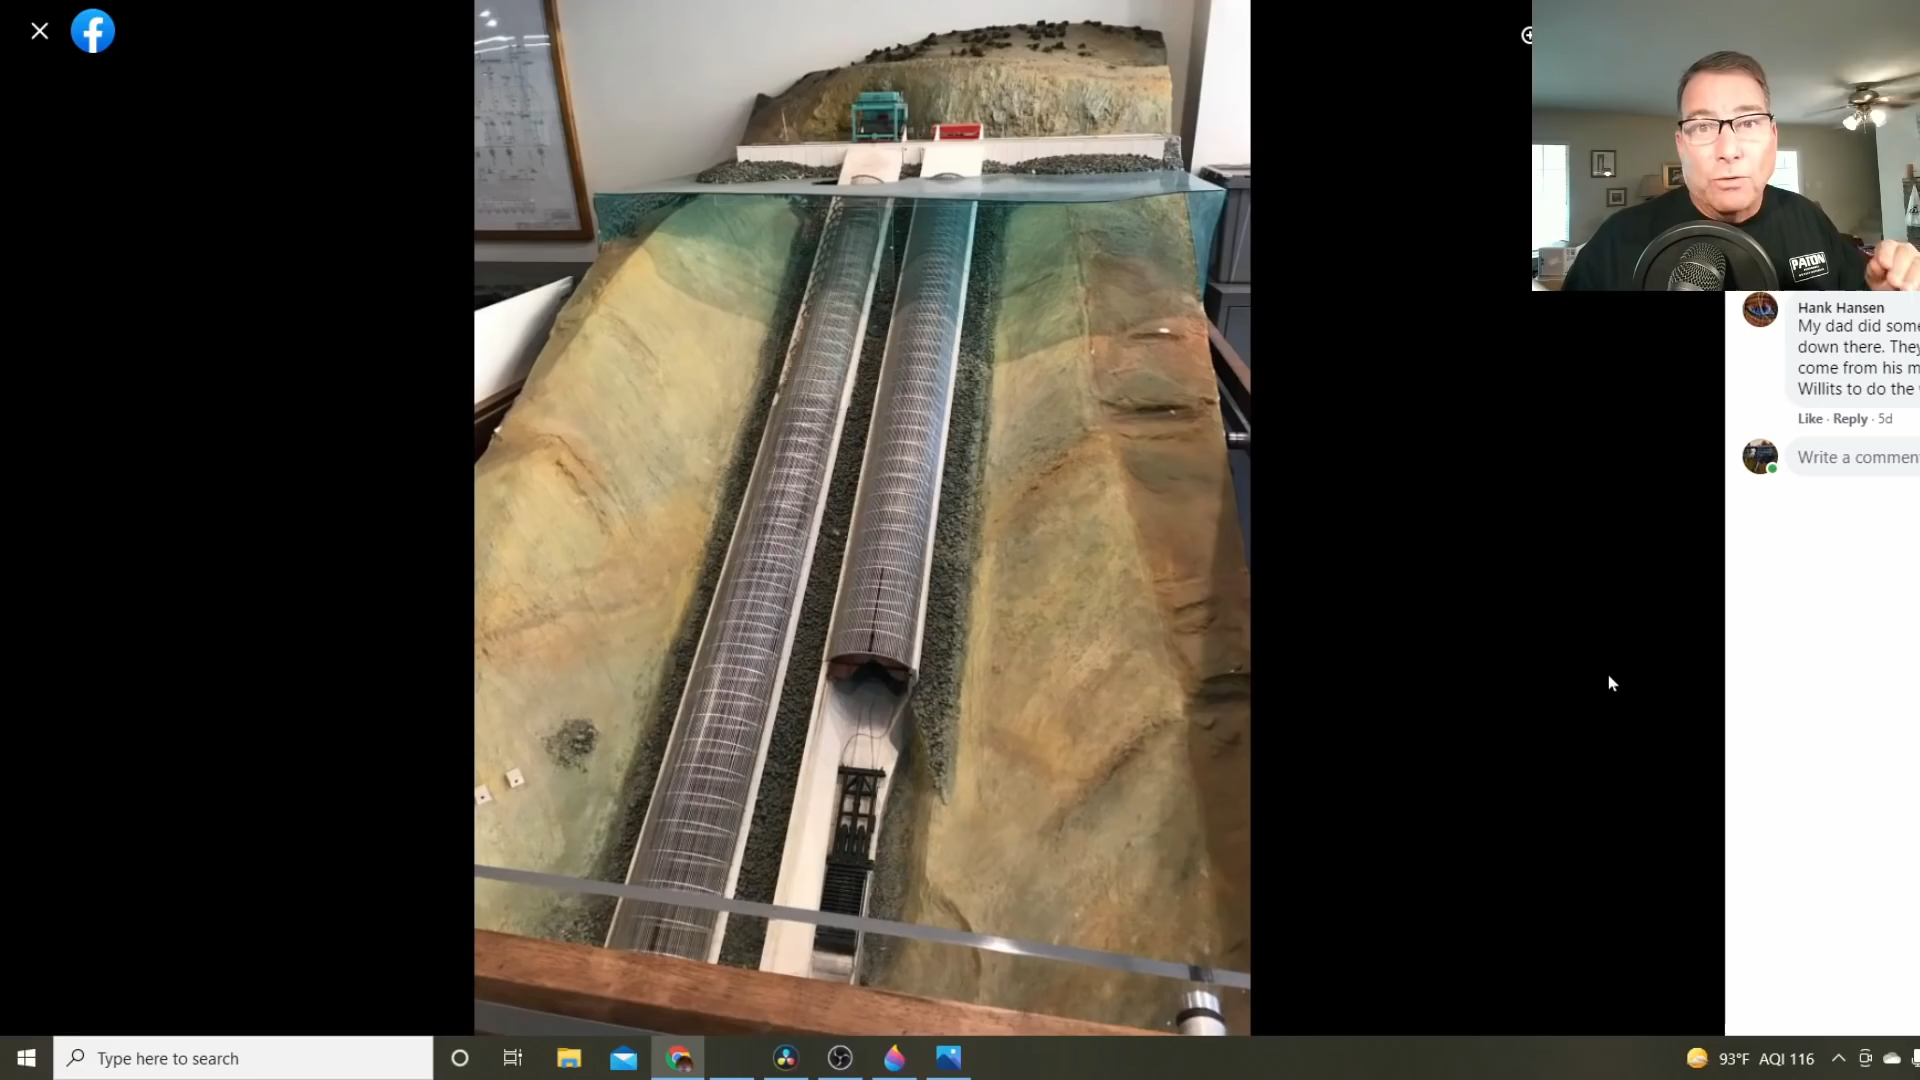 f
Hank Hansen
My dad did some
down there. They
come from his m
Willits to do the
Like · Reply · 5d
Write a commen
PATON
Type here to search
93°F AQI 116